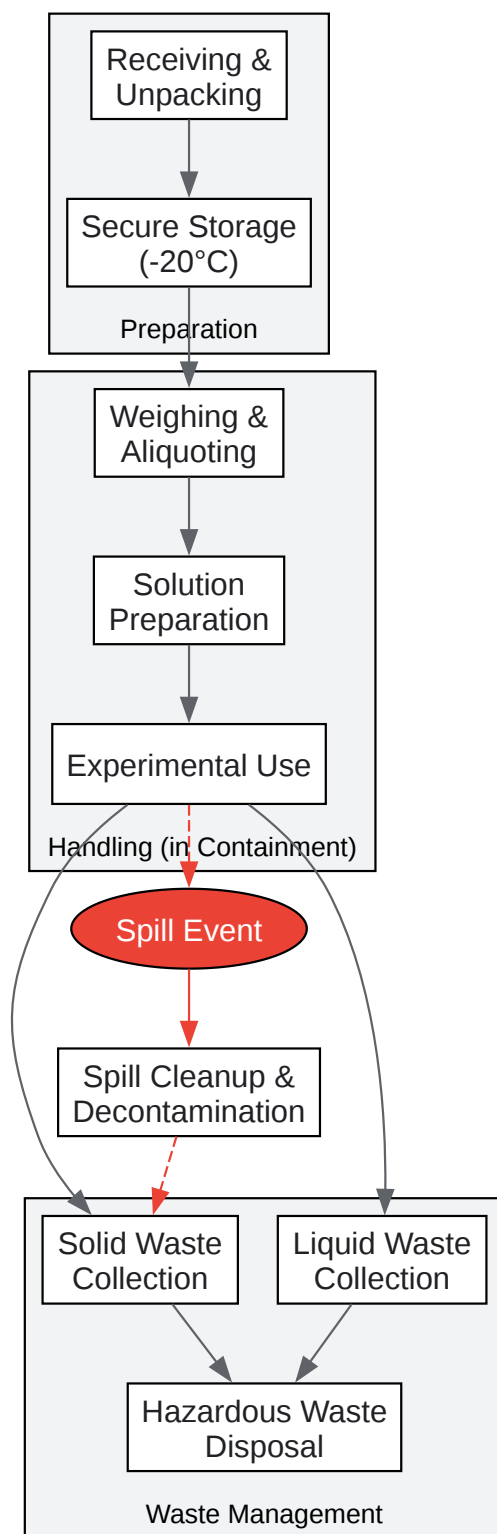 Receiving &
Unpacking
Secure Storage
(-20°C)
Preparation
Weighing &
Aliquoting
Solution
Preparation
Experimental Use
Handling (in Containment)
Spill Event
Spill Cleanup &
Decontamination
Solid Waste
Collection
Liquid Waste
Collection
Hazardous Waste
Disposal
Waste Management